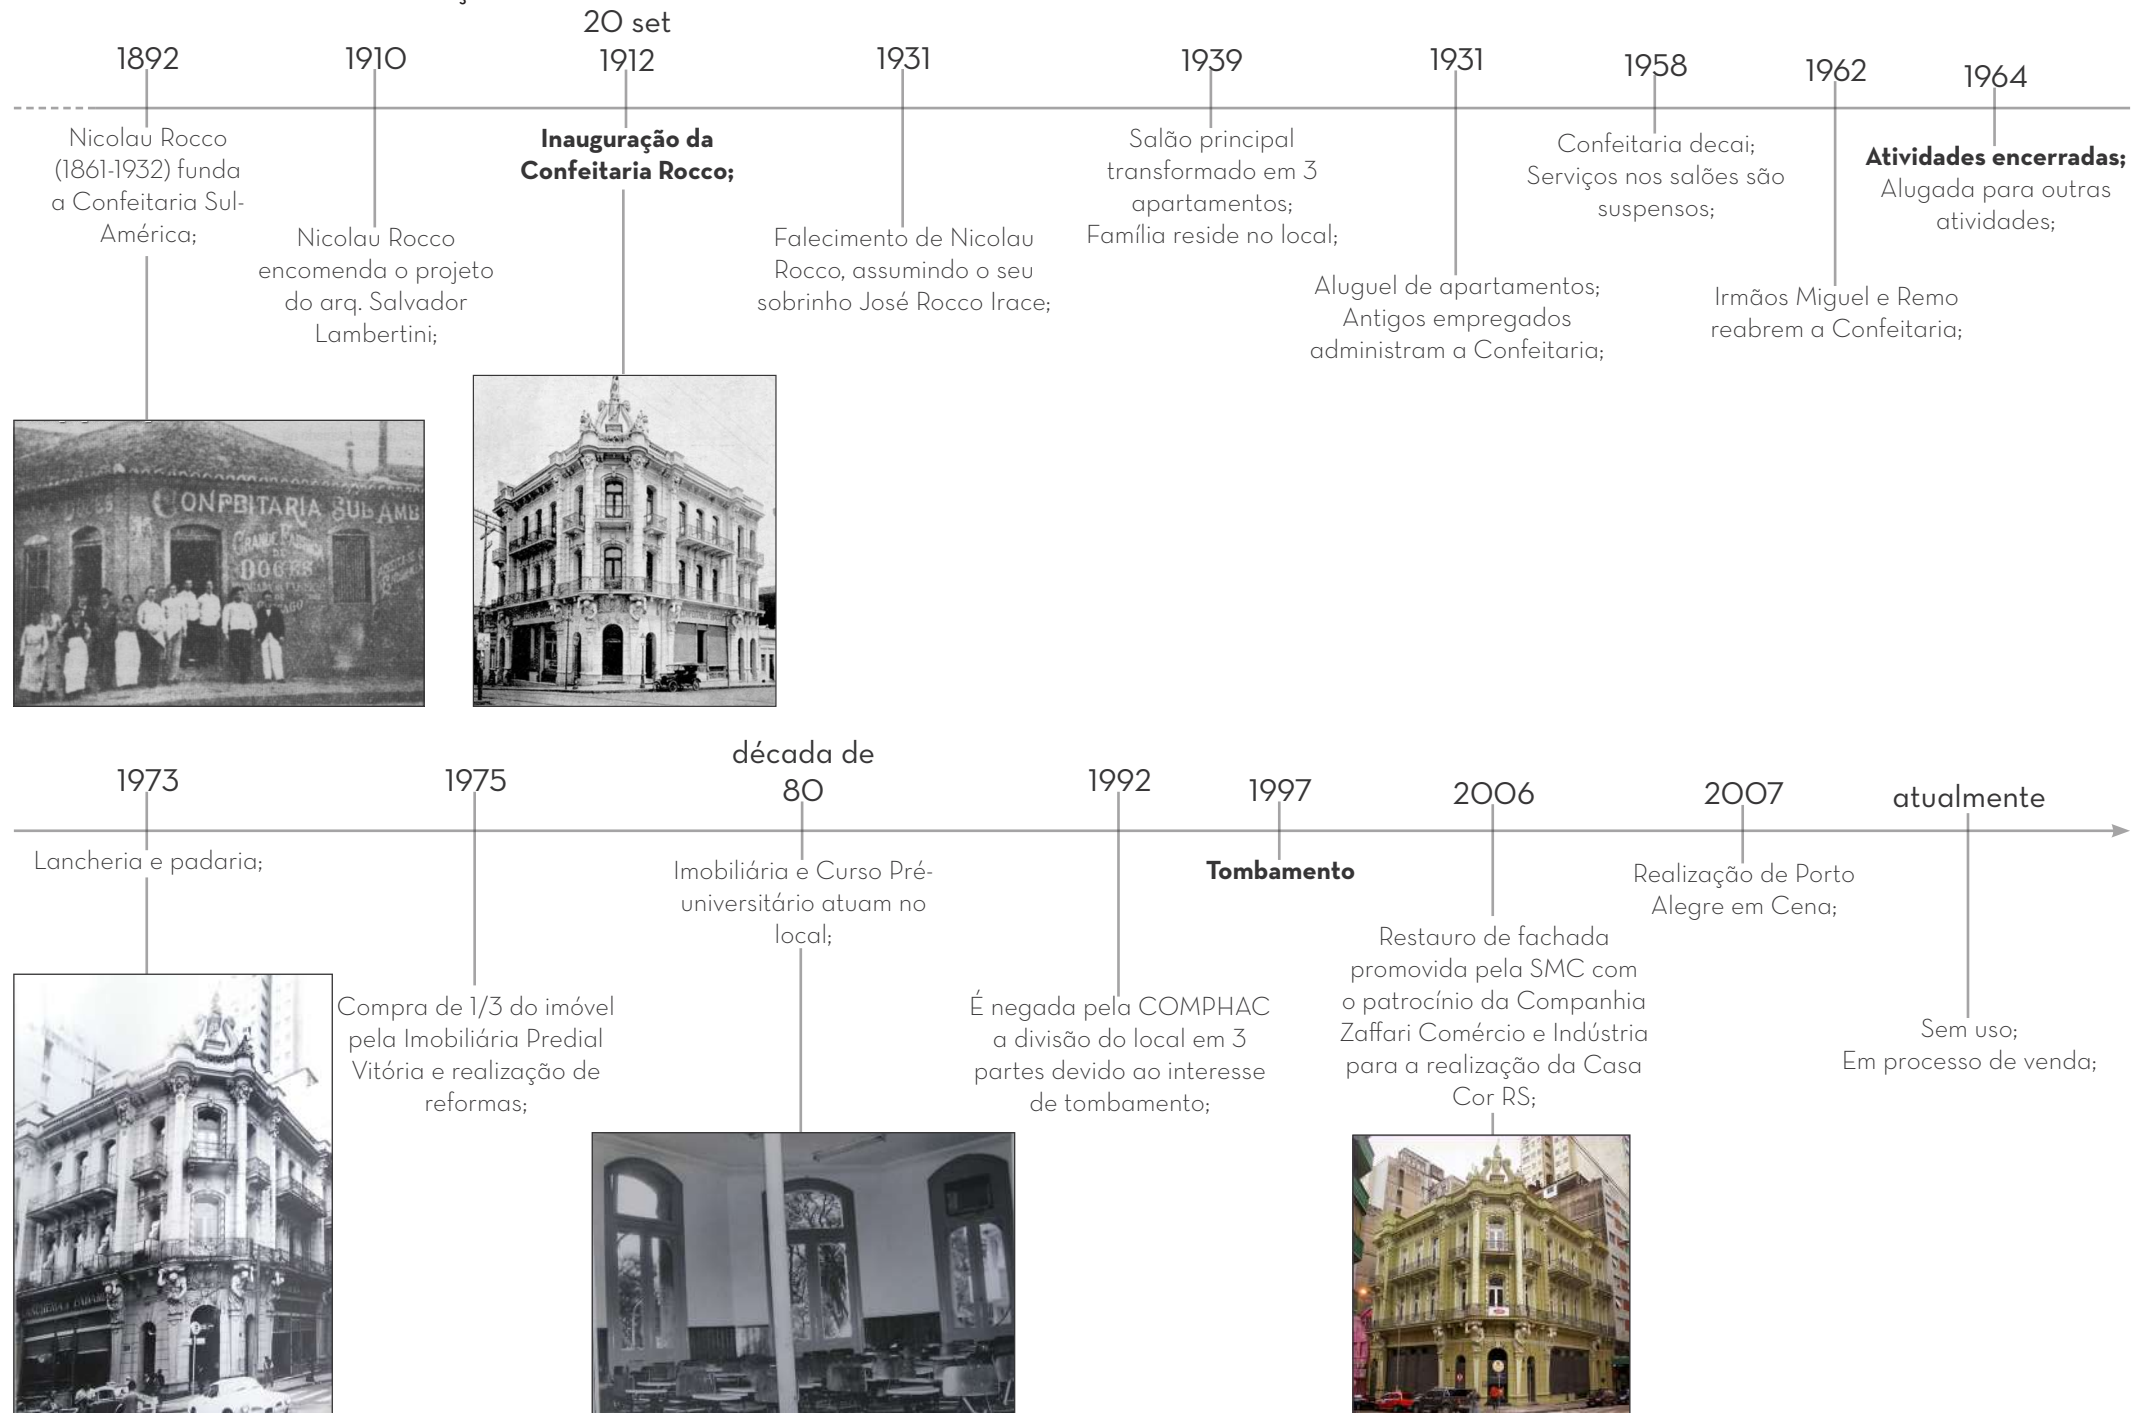 20 set
1892
1910
1912
1931
1939
1931
1958
1962
1964
Nicolau Rocco
(1861-1932) funda
a Confeitaria Sul-
América;
Nicolau Rocco
encomenda o projeto
do arq. Salvador
Lambertini;
Inauguração da
Confeitaria Rocco;
Falecimento de Nicolau
Rocco, assumindo o seu
sobrinho José Rocco Irace;
Salão principal
transformado em 3
apartamentos;
Família reside no local;
Aluguel de apartamentos;
Antigos empregados
administram a Confeitaria;
Confeitaria decai;
Serviços nos salões são
suspensos;
Irmãos Miguel e Remo
reabrem a Confeitaria;
Atividades encerradas;
Alugada para outras
atividades;
CONFEITARIA SUL AME
GRANDE FABRICA
DE
DOCES
1973
1975
década de
80
1992
1997
2006
2007
atualmente
Lancheria e padaria;
Compra de 1/3 do imóvel
pela Imobiliária Predial
Vitória e realização de
reformas;
Imobiliária e Curso Pré-
universitário atuam no
local;
É negada pela COMPHAC
a divisão do local em 3
partes devido ao interesse
de tombamento;
Tombamento
Restauro de fachada
promovida pela SMC com
o patrocínio da Companhia
Zaffari Comércio e Indústria
para a realização da Casa
Cor RS;
Realização de Porto
Alegre em Cena;
Sem uso;
Em processo de venda;